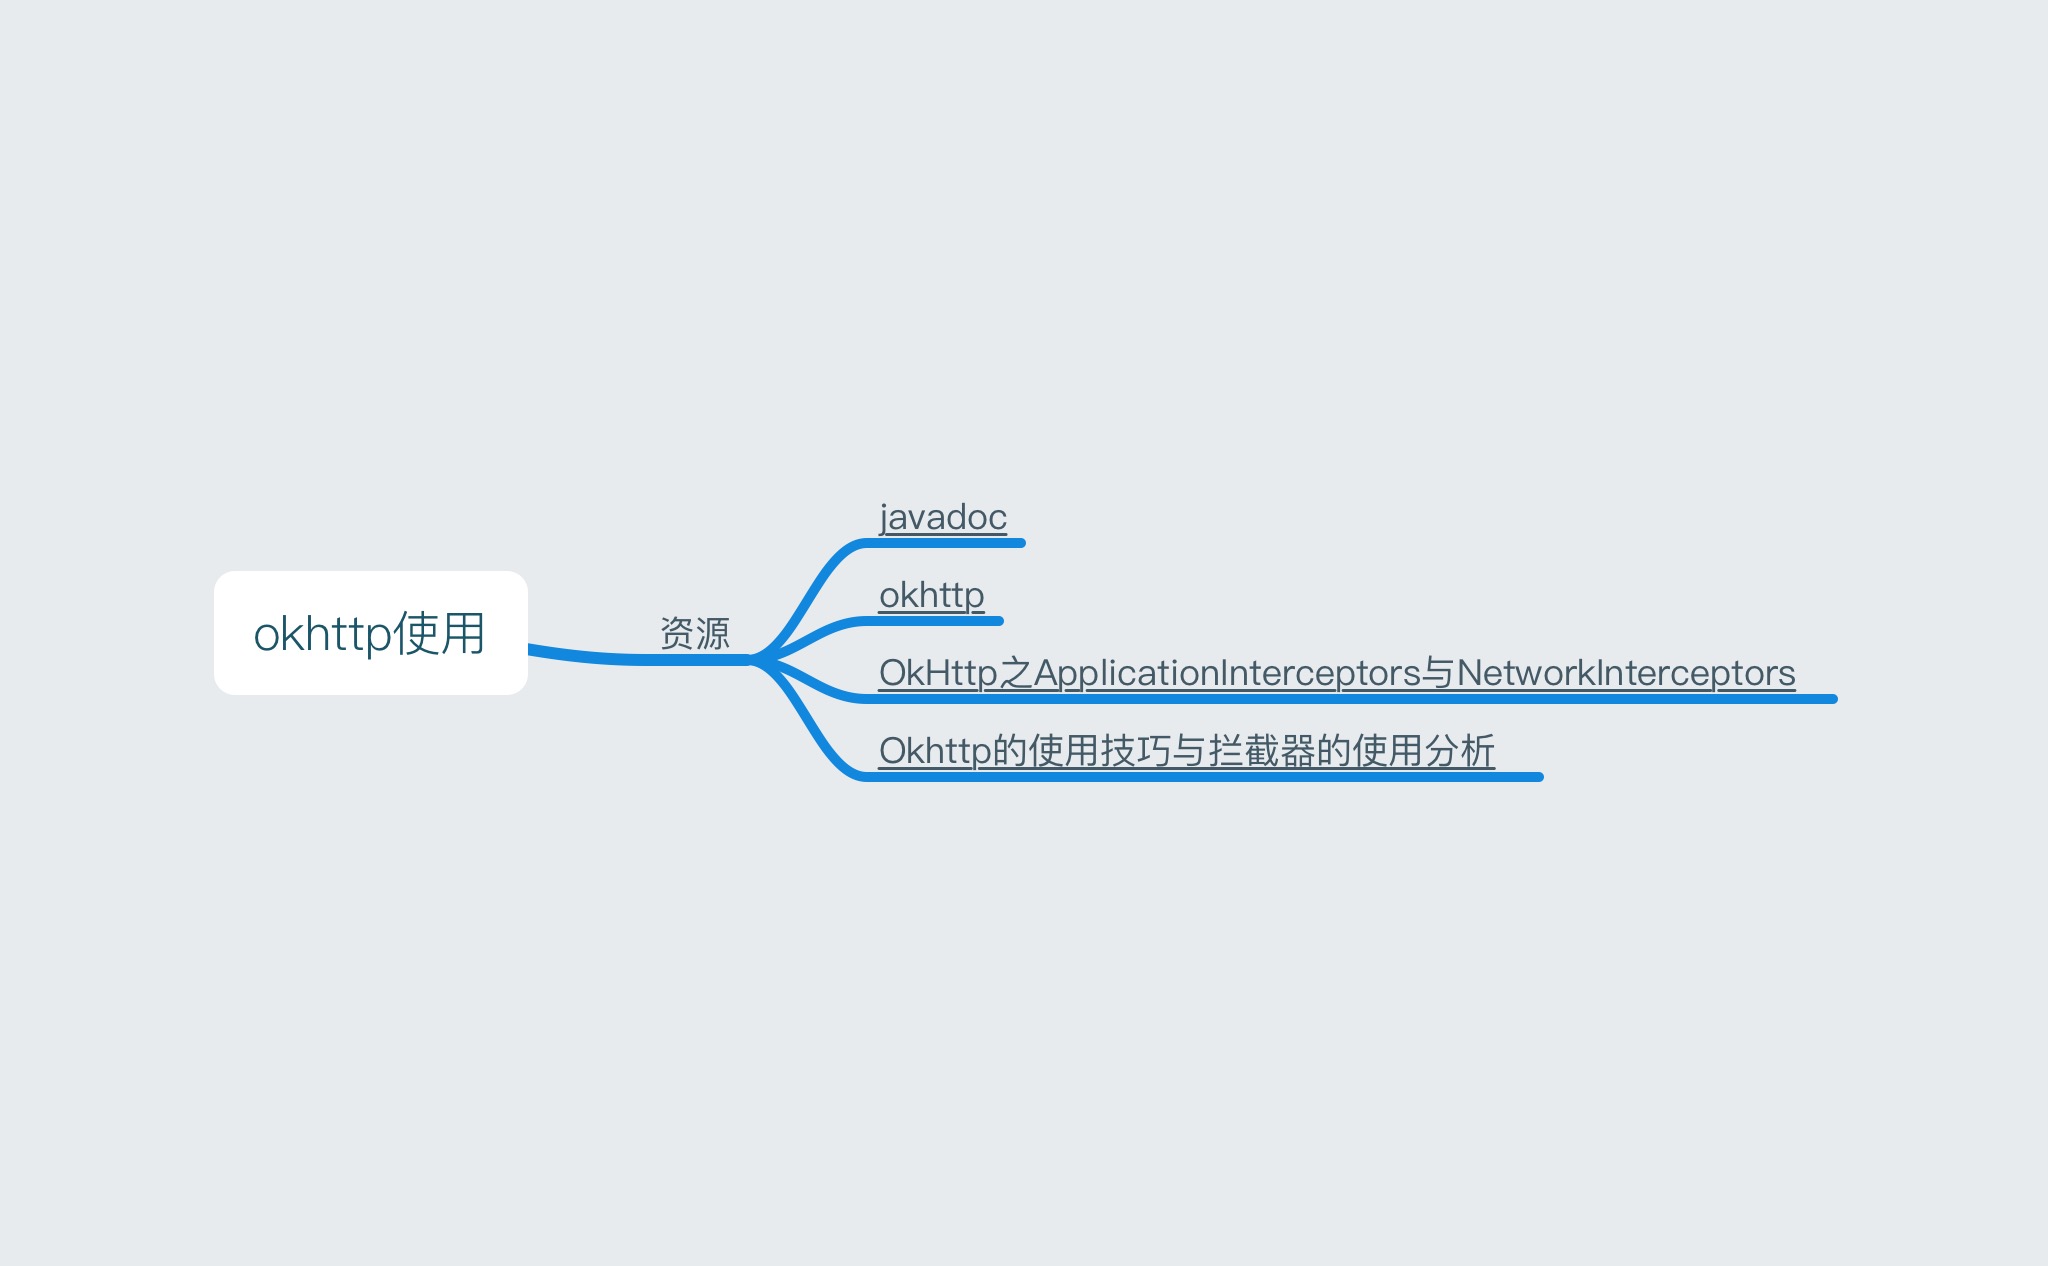 okhttp使用
资源
javadoc
okhttp
OkHttp之ApplicationInterceptors与NetworkInterceptors
Okhttp的使用技巧与拦截器的使用分析